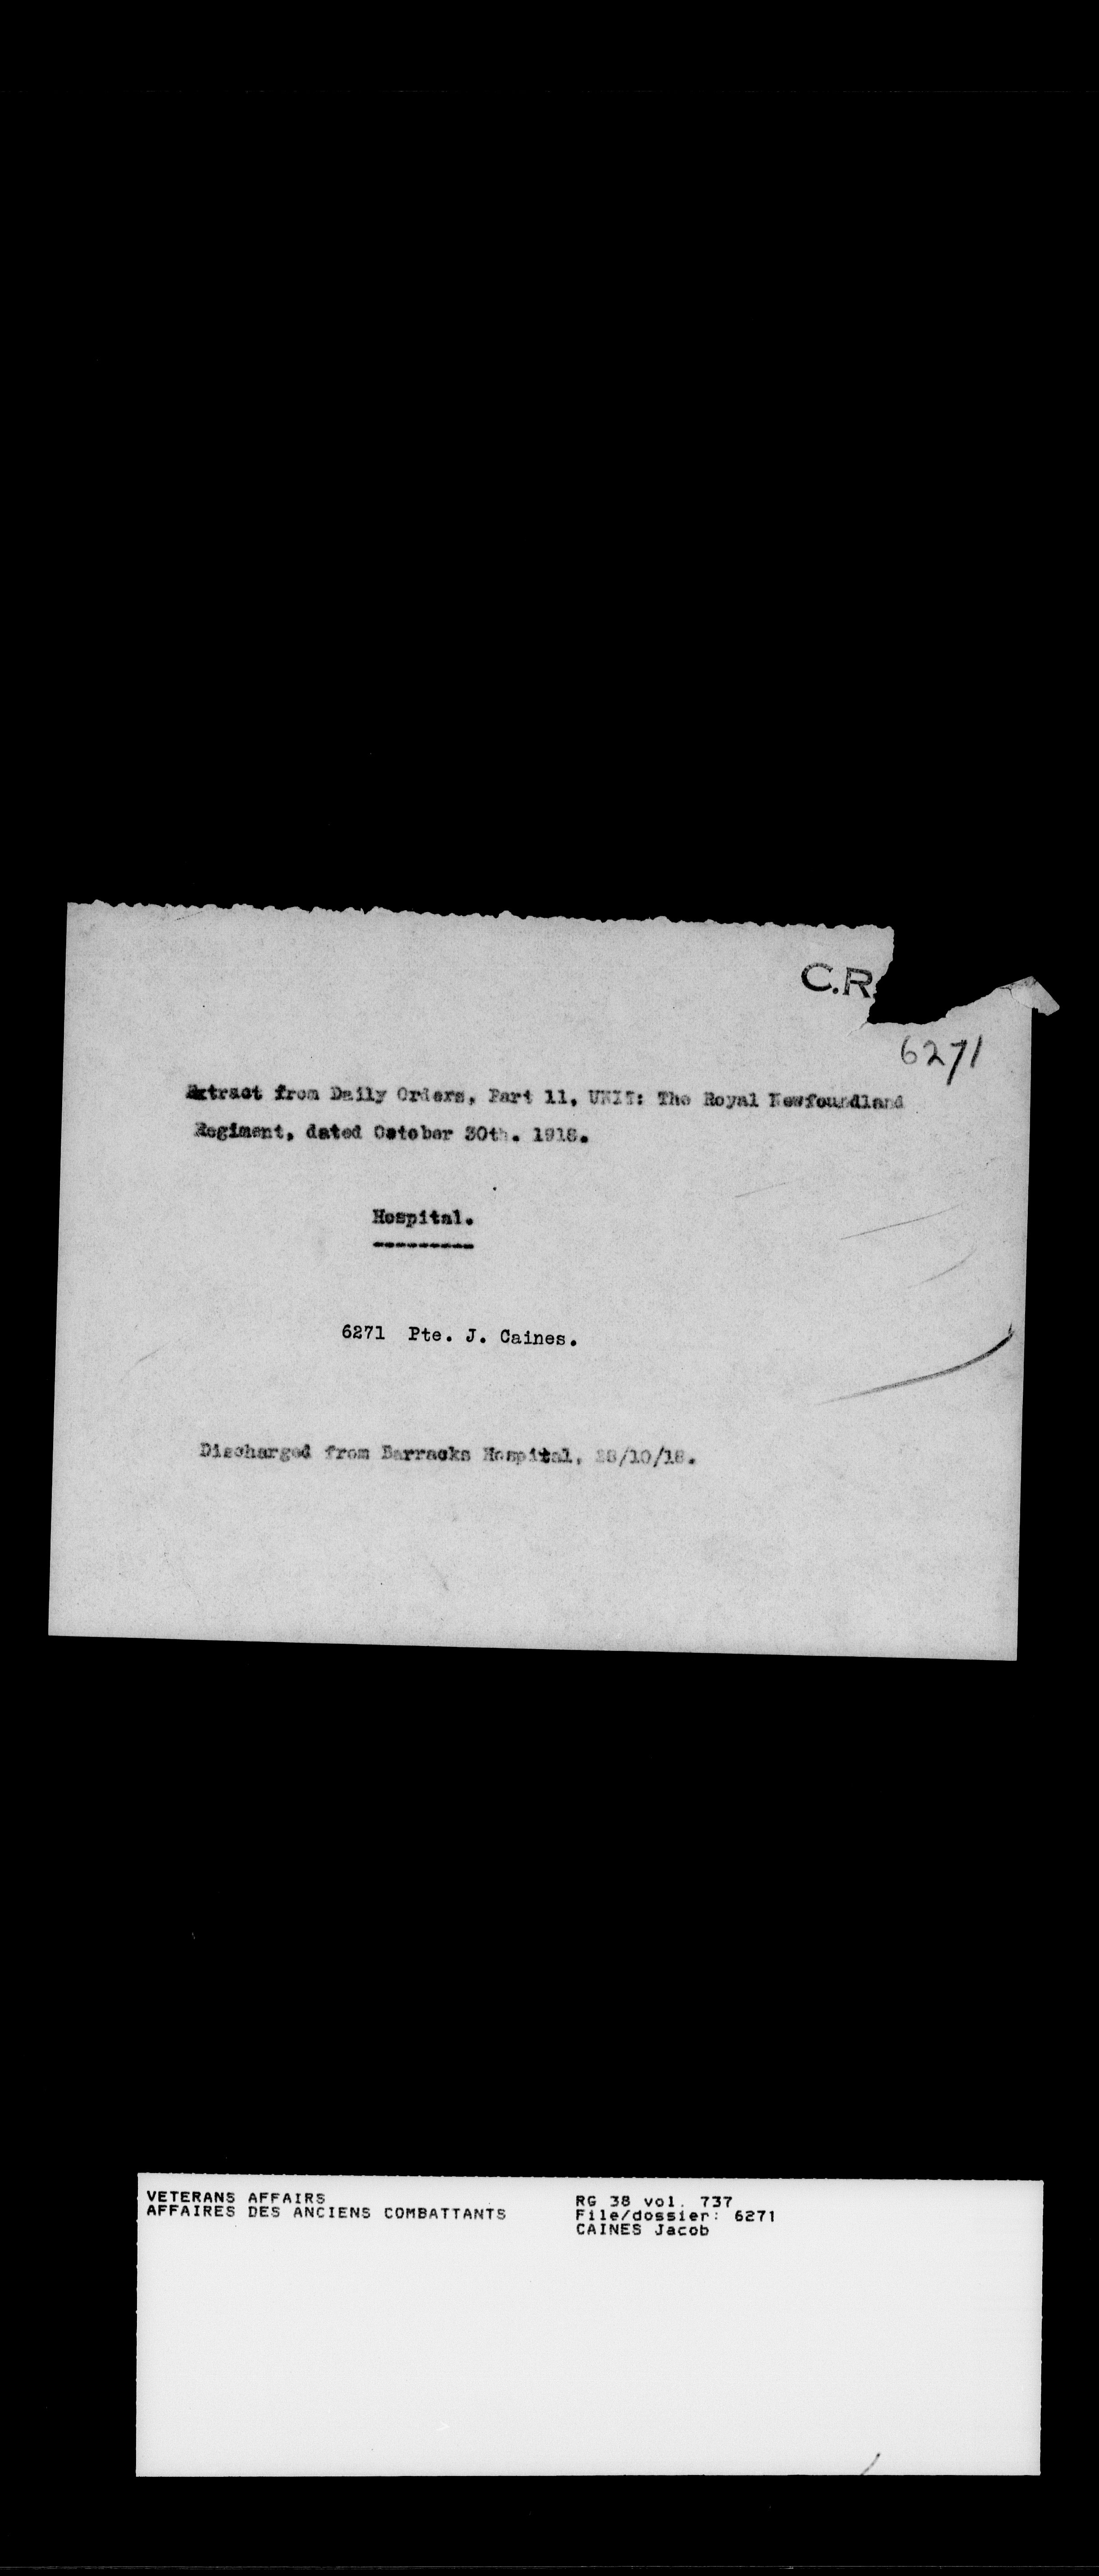 C.R.
6271
Extract from Daily Orders, Part 11, UNIT: The Royal Newfoundland
Regiment, dated October 30th. 1918.
Hospital.
---------
6271 Pte. J. Caines.
Discharged from Barracks Hospital, 28/10/18.
VETERANS AFFAIRS
AFFAIRES DES ANCIENS COMBATTANTS
RG 38 vol. 737
File/dossier: 6271
CAINES Jacob